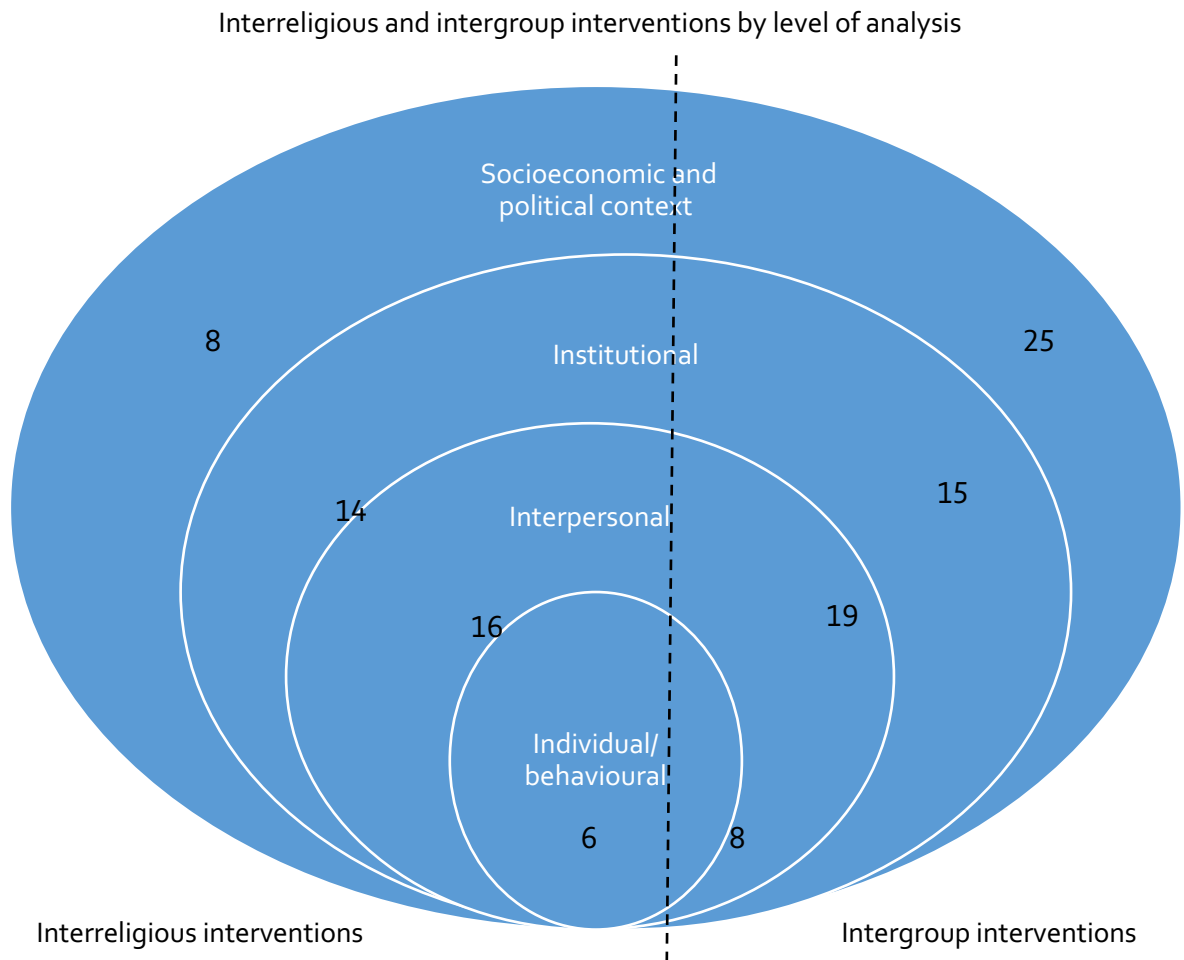 Interreligious and intergroup interventions by level of analysis
Socioeconomic and
political context
8
25
Institutional
15
14
Interpersonal
19
16
Individual/
behavioural
6
8
Interreligious interventions
Intergroup interventions